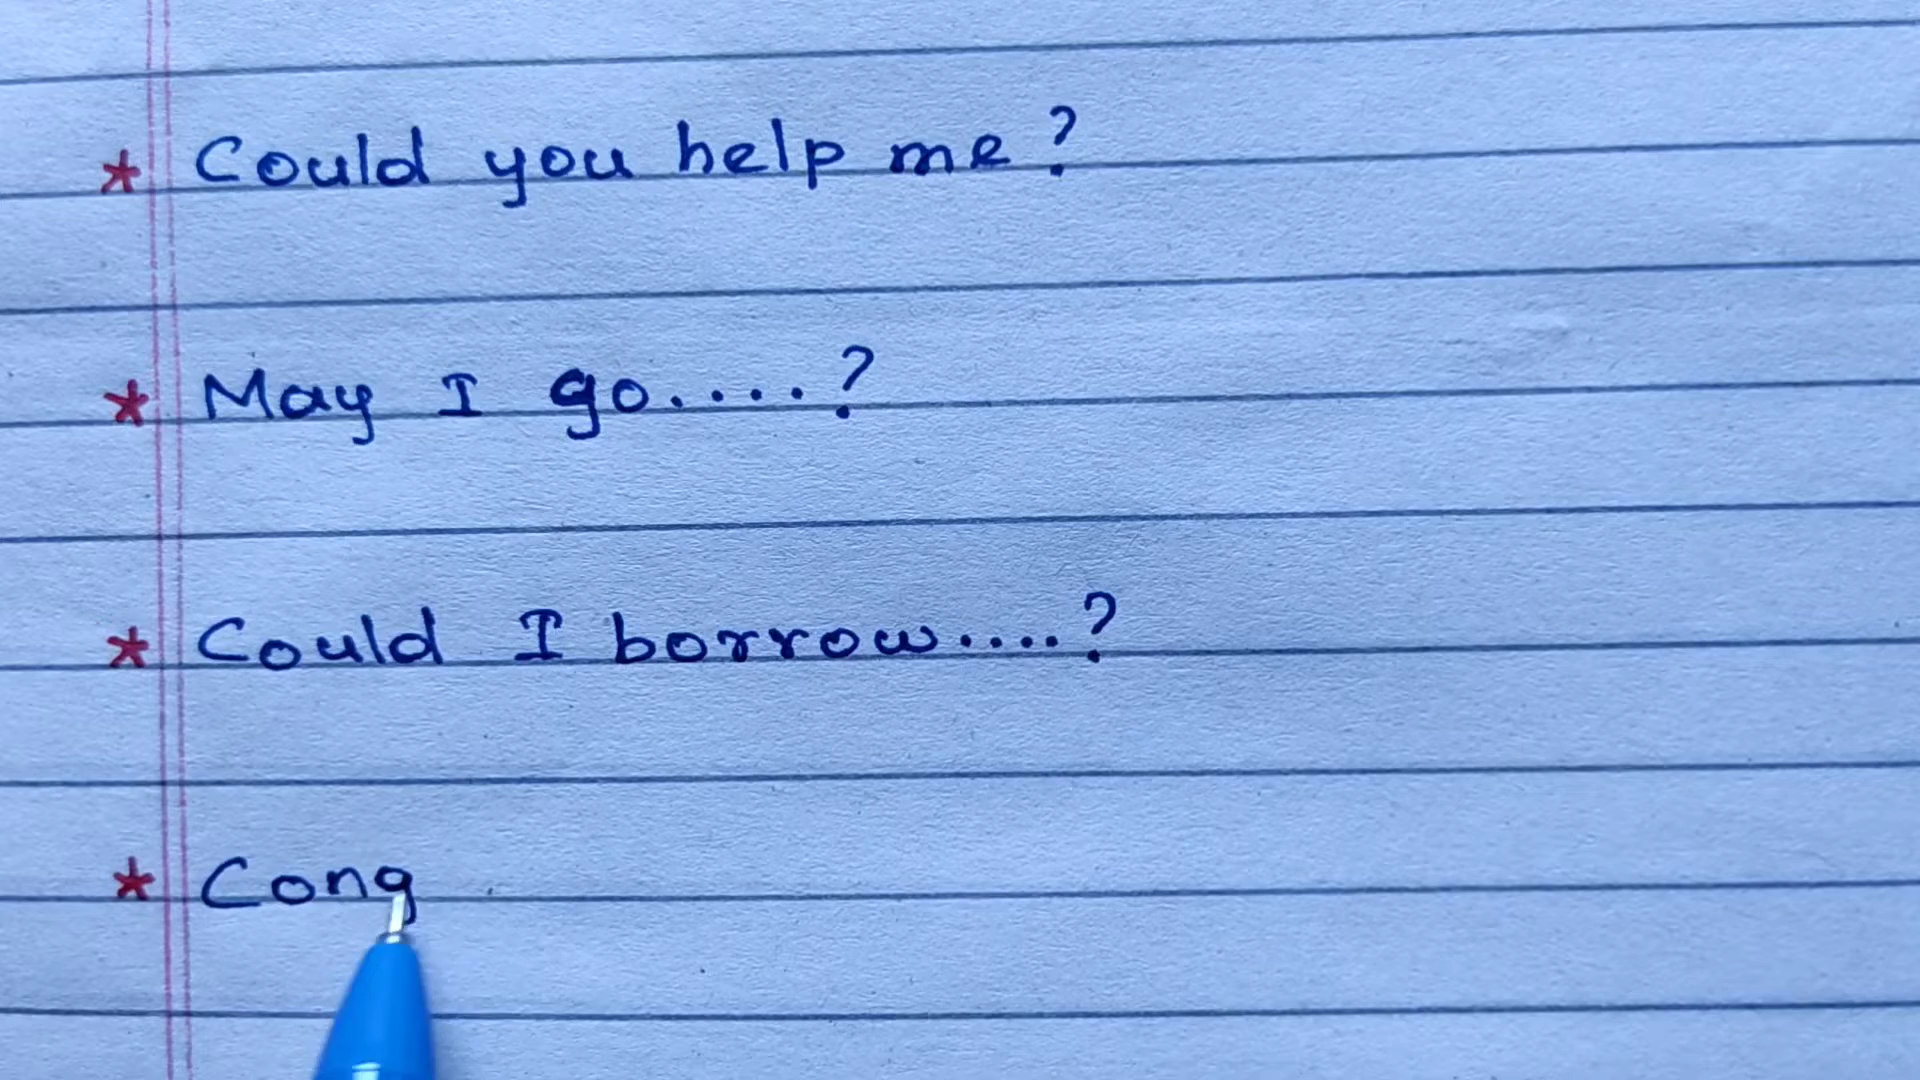 * Could you help me?
* May I go.....?
* Could I borrow....?
* Cong